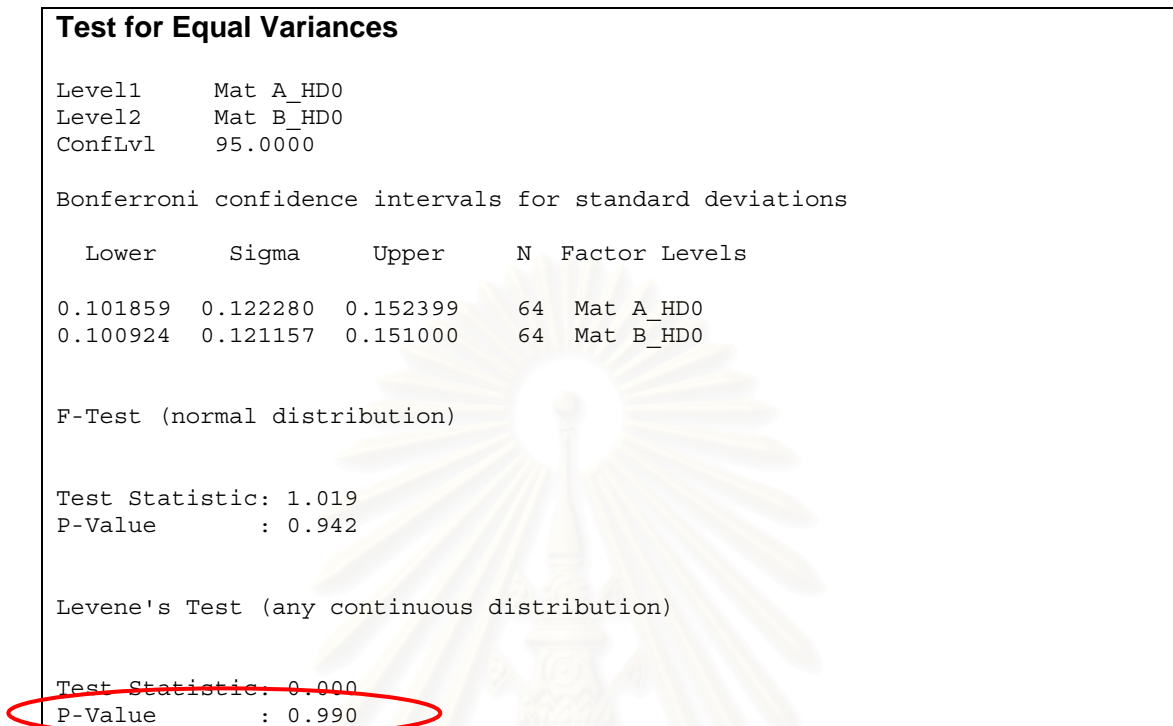 Test for Equal Variances
Level1 Mat A_HD0
Level2 Mat B_HD0
ConfLvl 95.0000
Bonferroni confidence intervals for standard deviations
Lower Sigma Upper N Factor Levels
0.101859 0.122280 0.152399 64 Mat A_HD0
0.100924 0.121157 0.151000 64 Mat B_HD0
F-Test (normal distribution)
Test Statistic: 1.019
P-Value : 0.942
Levene's Test (any continuous distribution)
Test Statistic: 0.000
P-Value : 0.990